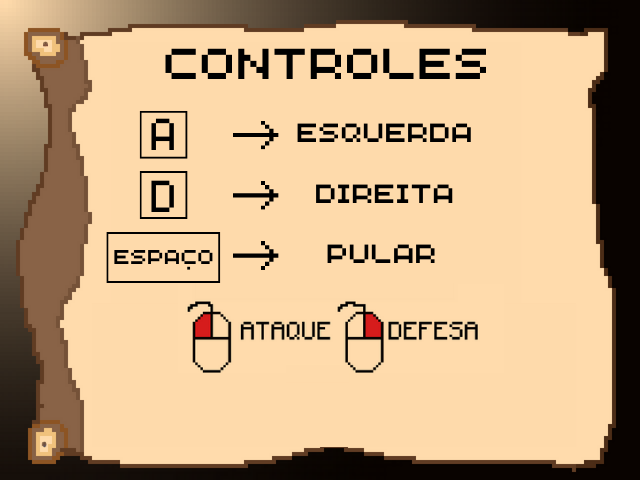 CONTROLES
A → ESQUERDA
D → DIREITA
ESPAÇO → PULAR
ATAQUE DEFESA